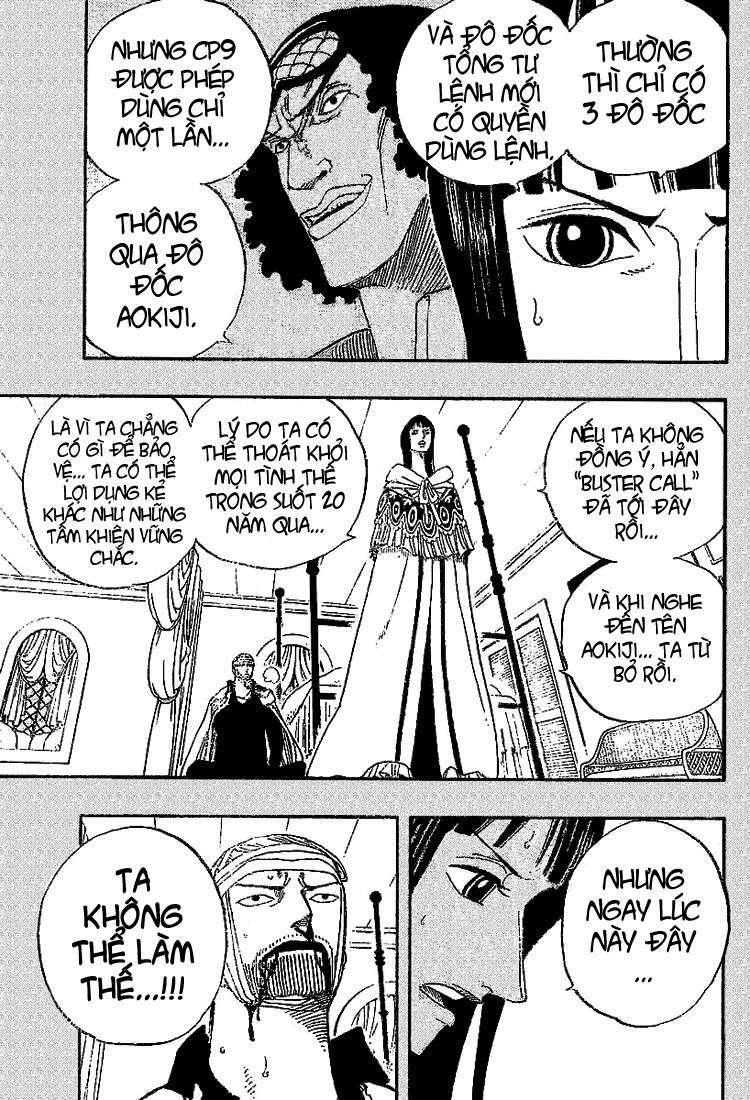 THƯỜNG
THÌ CHỈ CÓ
3 ĐÔ ĐỐC
VÀ ĐÔ ĐỐC
TỔNG TƯ
LỆNH MỚI
CÓ QUYỀN
DÙNG LỆNH.
NHƯNG CP9
ĐƯỢC PHÉP
DÙNG CHỈ
MỘT LẦN...
THÔNG
QUA ĐÔ
ĐỐC
AOKIJI.
NẾU TA KHÔNG
ĐỒNG Ý, HẲN
"BUSTER CALL"
ĐÃ TỚI ĐÂY
RỒI...
VÀ KHI NGHE
ĐẾN TÊN
AOKIJI... TA TỪ
BỎ RỒI.
LÝ DO TA CÓ
THỂ THOÁT KHỎI
MỌI TÌNH THẾ
TRONG SUỐT 20
NĂM QUA...
LÀ VÌ TA CHẲNG
CÓ GÌ ĐỂ BẢO
VỆ... TA CÓ THỂ
LỢI DỤNG KẺ
KHÁC NHƯ NHỮNG
TẤM KHIÊN VỮNG
CHẮC.
NHƯNG
NGAY LÚC
NÀY ĐÂY
...
TA
KHÔNG
THỂ LÀM
THẾ...!!!